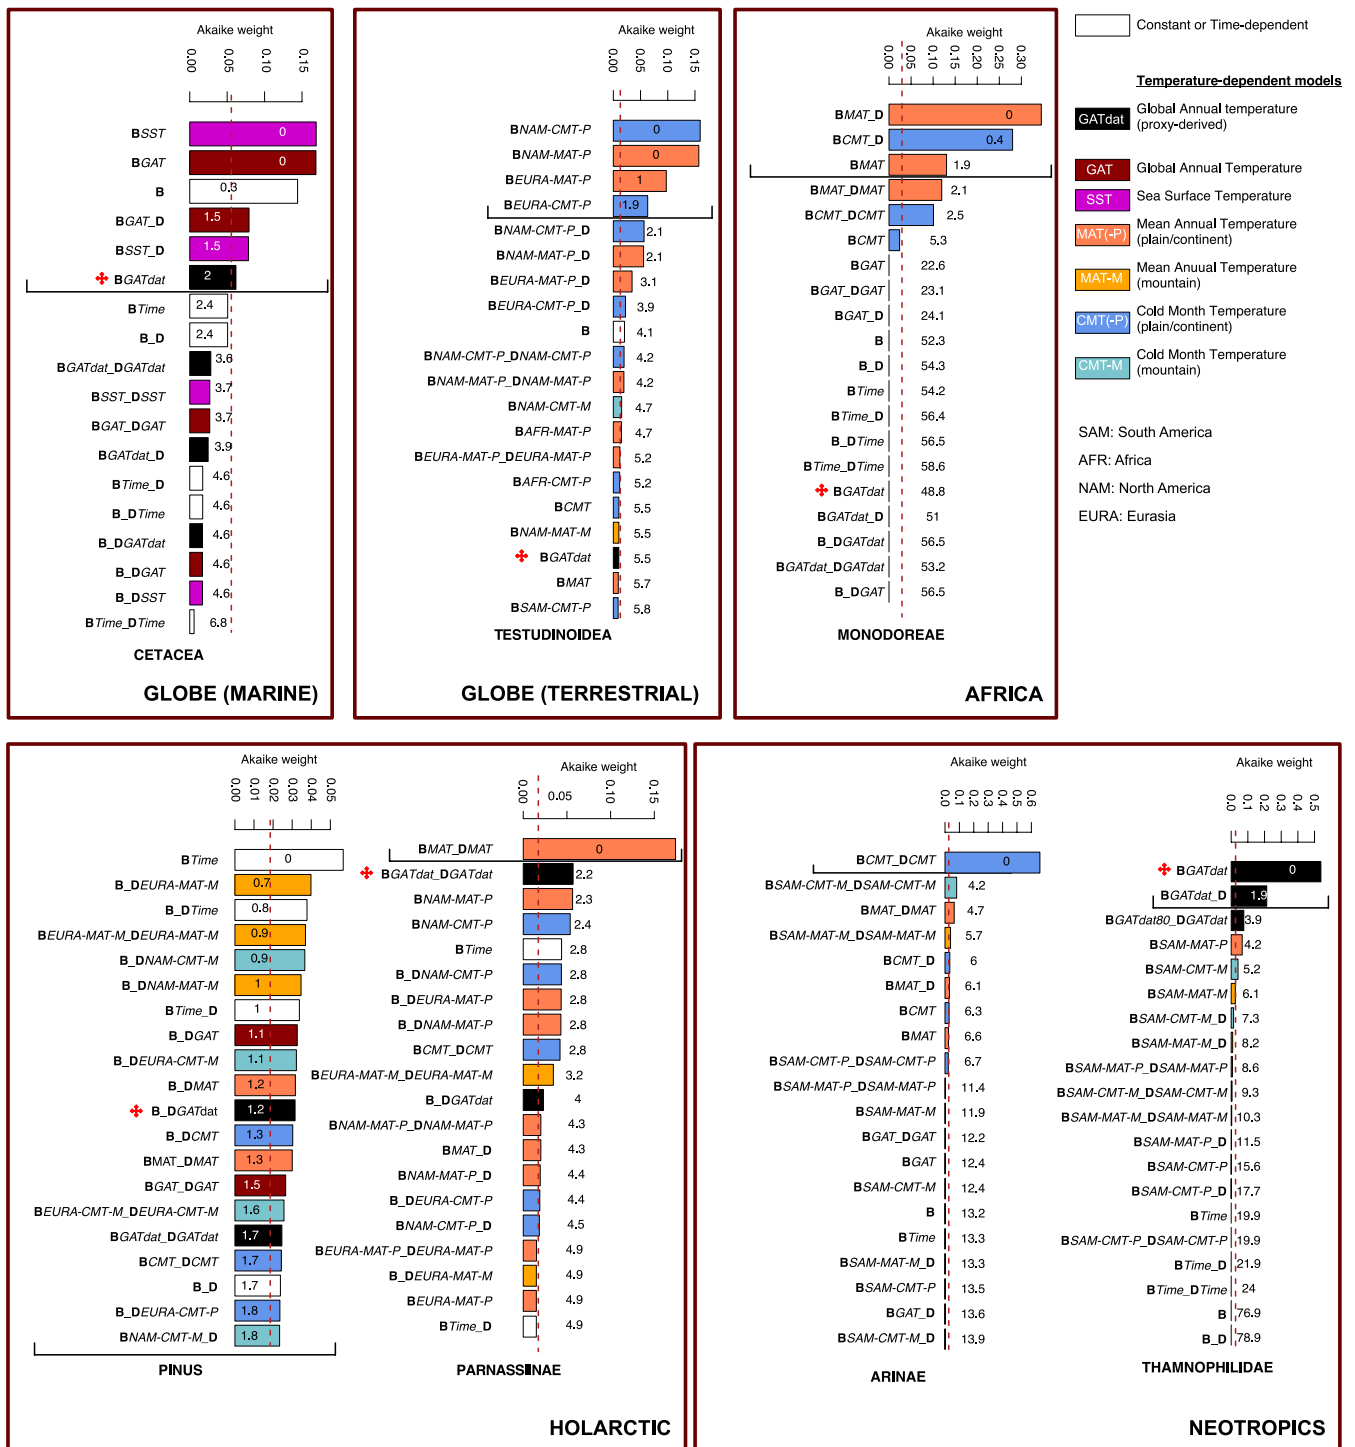 Akaike weight
0.00
0.05
0.10
0.15
BSST 0
BGAT 0
B 0.3
BGAT_D 1.5
BSST_D 1.5
BGATdat 2
BTime 2.4
B_D 2.4
BGATdat_DGATdat 3.6
BSST_DSST 3.7
BGAT_DGAT 3.7
BGATdat_D 3.9
BTime_D 4.6
B_DTime 4.6
B_DGATdat 4.6
B_DGAT 4.6
B_DSST 4.6
BTime_DTime 6.8
CETACEA
GLOBE (MARINE)
Akaike weight
0.00
0.05
0.10
0.15
BNAM-CMT-P 0
BNAM-MAT-P 0
BEURA-MAT-P 1
BEURA-CMT-P 1.9
BNAM-CMT-P_D 2.1
BNAM-MAT-P_D 2.1
BEURA-MAT-P_D 3.1
BEURA-CMT-P_D 3.9
B 4.1
BNAM-CMT-P_DNAM-CMT-P 4.2
BNAM-MAT-P_DNAM-MAT-P 4.2
BNAM-CMT-M 4.7
BAFR-MAT-P 4.7
BEURA-MAT-P_DEURA-MAT-P 5.2
BAFR-CMT-P 5.2
BCMT 5.5
BNAM-MAT-M 5.5
BGATdat 5.5
BMAT 5.7
BSAM-CMT-P 5.8
TESTUDINOIDEA
GLOBE (TERRESTRIAL)
Akaike weight
0.00
0.05
0.10
0.15
0.20
0.25
0.30
BMAT_D 0
BCMT_D 0.4
BMAT 1.9
BMAT_DMAT 2.1
BCMT_DCMT 2.5
BCMT 5.3
BGAT 22.6
BGAT_DGAT 23.1
BGAT_D 24.1
B 52.3
B_D 54.3
BTime 54.2
BTime_D 56.4
B_DTime 56.5
BTime_DTime 58.6
BGATdat 48.8
BGATdat_D 51
B_DGATdat 56.5
BGATdat_DGATdat 53.2
B_DGAT 56.5
MONODOREAE
AFRICA
Constant or Time-dependent
Temperature-dependent models
GATdat Global Annual temperature
(proxy-derived)
GAT Global Annual Temperature
SST Sea Surface Temperature
MAT(-P) Mean Annual Temperature
(plain/continent)
MAT-M Mean Anuual Temperature
(mountain)
CMT(-P) Cold Month Temperature
(plain/continent)
CMT-M Cold Month Temperature
(mountain)
SAM: South America
AFR: Africa
NAM: North America
EURA: Eurasia
Akaike weight
0.00
0.01
0.02
0.03
0.04
0.05
BTime 0
B_DEURA-MAT-M 0.7
B_DTime 0.8
BEURA-MAT-M_DEURA-MAT-M 0.9
B_DNAM-CMT-M 0.9
B_DNAM-MAT-M 1
BTime_D 1
B_DGAT 1.1
B_DEURA-CMT-M 1.1
B_DMAT 1.2
B_DGATdat 1.2
B_DCMT 1.3
BMAT_DMAT 1.3
BGAT_DGAT 1.5
BEURA-CMT-M_DEURA-CMT-M 1.6
BGATdat_DGATdat 1.7
BCMT_DCMT 1.7
B_D 1.7
B_DEURA-CMT-P 1.8
BNAM-CMT-M_D 1.8
PINUS
Akaike weight
0.00
0.05
0.10
0.15
BMAT_DMAT 0
BGATdat_DGATdat 2.2
BNAM-MAT-P 2.3
BNAM-CMT-P 2.4
BTime 2.8
B_DNAM-CMT-P 2.8
B_DEURA-MAT-P 2.8
B_DNAM-MAT-P 2.8
BCMT_DCMT 2.8
BEURA-MAT-M_DEURA-MAT-M 3.2
B_DGATdat 4
BNAM-MAT-P_DNAM-MAT-P 4.3
BMAT_D 4.3
BNAM-MAT-P_D 4.4
B_DEURA-CMT-P 4.4
BNAM-CMT-P_D 4.5
BEURA-MAT-P_DEURA-MAT-P 4.9
B_DEURA-MAT-M 4.9
BEURA-MAT-P 4.9
BTime_D 4.9
PARNASSINAE
HOLARCTIC
Akaike weight
0.0
0.1
0.2
0.3
0.4
0.5
0.6
BCMT_DCMT 0
BSAM-CMT-M_DSAM-CMT-M 4.2
BMAT_DMAT 4.7
BSAM-MAT-M_DSAM-MAT-M 5.7
BCMT_D 6
BMAT_D 6.1
BCMT 6.3
BMAT 6.6
BSAM-CMT-P_DSAM-CMT-P 6.7
BSAM-MAT-P_DSAM-MAT-P 11.4
BSAM-MAT-M 11.9
BGAT_DGAT 12.2
BGAT 12.4
BSAM-CMT-M 12.4
B 13.2
BTime 13.3
BSAM-MAT-M_D 13.3
BSAM-CMT-P 13.5
BGAT_D 13.6
BSAM-CMT-M_D 13.9
ARINAE
Akaike weight
0.0
0.1
0.2
0.3
0.4
0.5
BGATdat 0
BGATdat_D 1.9
BGATdat80_DGATdat 3.9
BSAM-MAT-P 4.2
BSAM-CMT-M 5.2
BSAM-MAT-M 6.1
BSAM-CMT-M_D 7.3
BSAM-MAT-M_D 8.2
BSAM-MAT-P_DSAM-MAT-P 8.6
BSAM-CMT-M_DSAM-CMT-M 9.3
BSAM-MAT-M_DSAM-MAT-M 10.3
BSAM-MAT-P_D 11.5
BSAM-CMT-P 15.6
BSAM-CMT-P_D 17.7
BTime 19.9
BSAM-CMT-P_DSAM-CMT-P 19.9
BTime_D 21.9
BTime_DTime 24
B 76.9
B_D 78.9
THAMNOPHILIDAE
NEOTROPICS